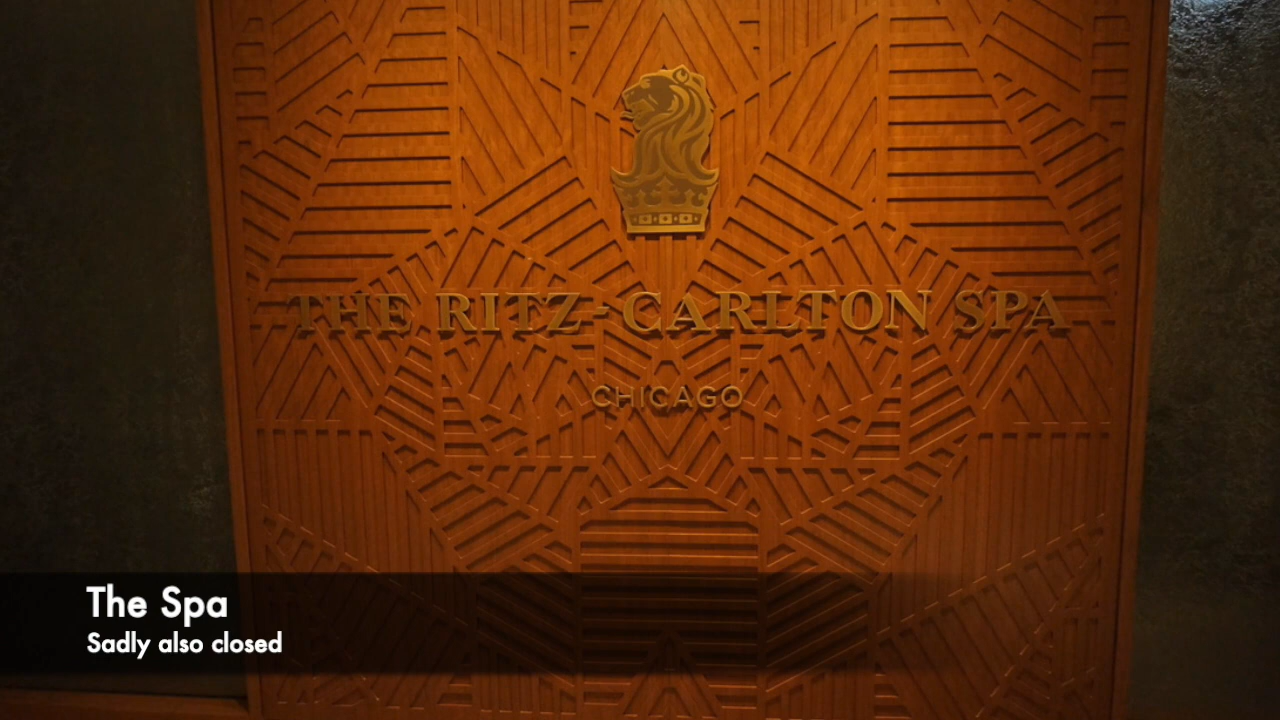 THE RITZ-CARLTON SPA
CHICAGO
The Spa
Sadly also closed